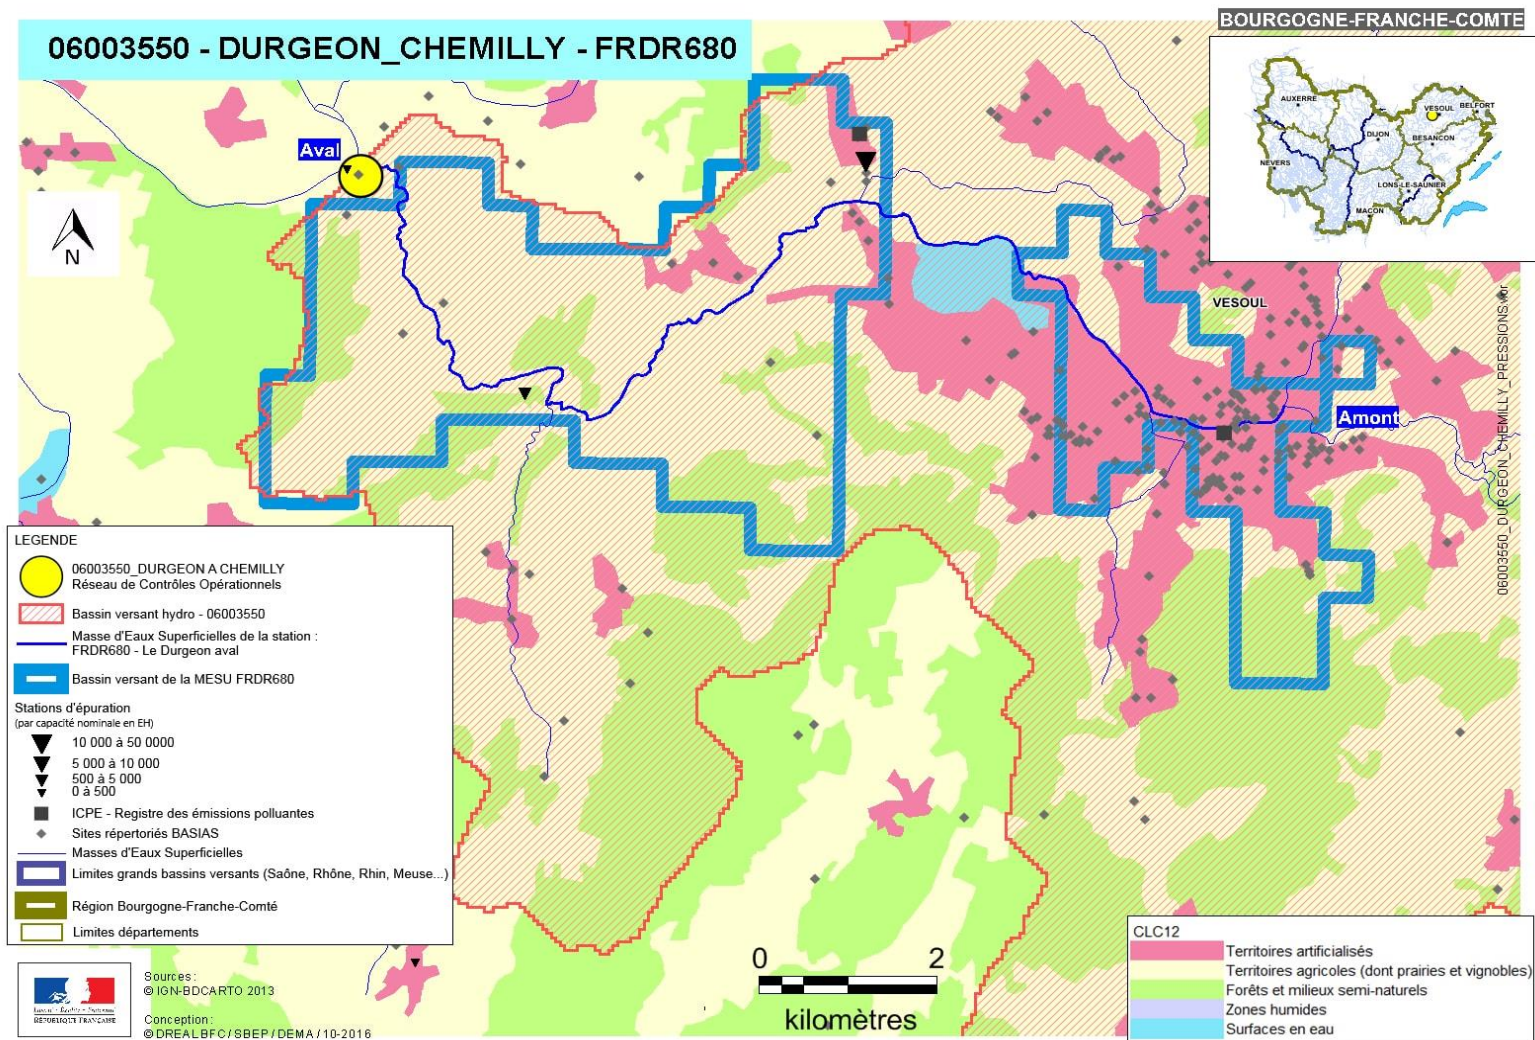 BOURGOGNE-FRANCHE-COMTE
06003550 - DURGEON_CHEMILLY - FRDR680
AUXERRE
VESOUL
BELFORT
DIJON
BESANCON
NEVERS
LONS-LE-SAUNIER
MACON
Aval
N
VESOUL
Amont
06003550_DURGEON_CHEMILLY_PRESSIONS.wor
LEGENDE
06003550_DURGEON A CHEMILLY
Réseau de Contrôles Opérationnels
Bassin versant hydro - 06003550
Masse d'Eaux Superficielles de la station :
FRDR680 - Le Durgeon aval
Bassin versant de la MESU FRDR680
Stations d'épuration
(par capacité nominale en EH)
10 000 à 50 0000
5 000 à 10 000
500 à 5 000
0 à 500
ICPE - Registre des émissions polluantes
Sites répertoriés BASIAS
Masses d'Eaux Superficielles
Limites grands bassins versants (Saône, Rhône, Rhin, Meuse...)
Région Bourgogne-Franche-Comté
Limites départements
RÉPUBLIQUE FRANÇAISE
Sources :
© IGN-BDCARTO 2013
Conception :
© DREAL BFC / SBEP / DEMA / 10-2016
0 2
kilomètres
CLC12
Territoires artificialisés
Territoires agricoles (dont prairies et vignobles)
Forêts et milieux semi-naturels
Zones humides
Surfaces en eau